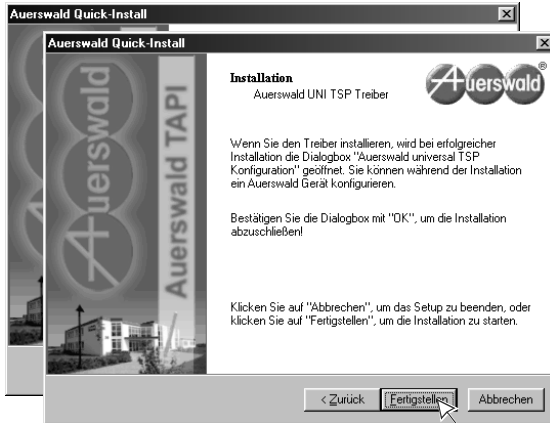 Auerswald Quick-Install
Auerswald Quick-Install
Auerswald
Auerswald TAPI
Installation
Auerswald UNI TSP Treiber
Auerswald®
Wenn Sie den Treiber installieren, wird bei erfolgreicher
Installation die Dialogbox "Auerswald universal TSP
Konfiguration" geöffnet. Sie können während der Installation
ein Auerswald Gerät konfigurieren.
Bestätigen Sie die Dialogbox mit "OK", um die Installation
abzuschließen!
Klicken Sie auf "Abbrechen", um das Setup zu beenden, oder
klicken Sie auf "Fertigstellen", um die Installation zu starten.
< Zurück
Fertigstellen
Abbrechen